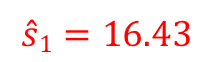 ŝ₁ = 16.43